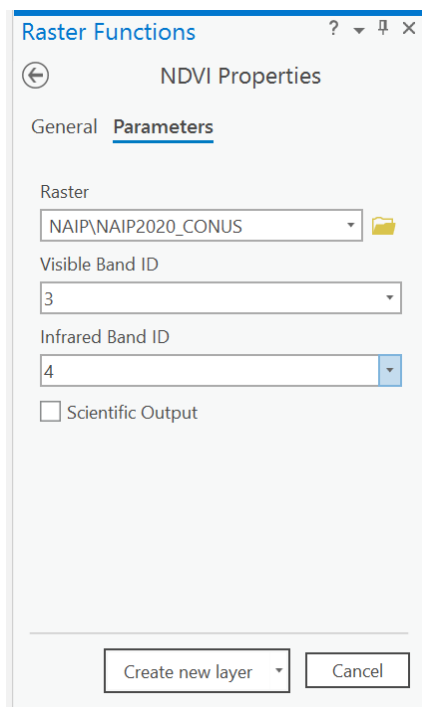 Raster Functions ?
NDVI Properties
General Parameters
Raster
NAIP\NAIP2020_CONUS
Visible Band ID
3
Infrared Band ID
4
Scientific Output
Create new layer Cancel